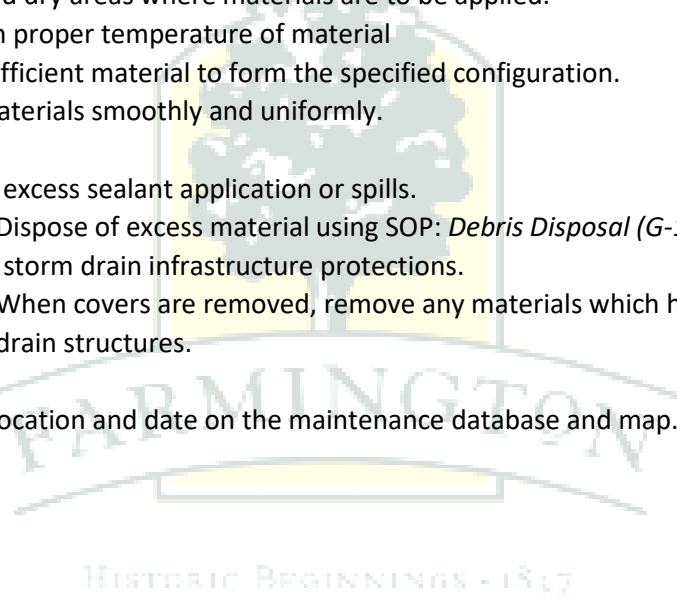 d dry areas where materials are to be applied.
n proper temperature of material
fficient material to form the specified configuration.
aterials smoothly and uniformly.
excess sealant application or spills.
Dispose of excess material using SOP: Debris Disposal (G-1
storm drain infrastructure protections.
When covers are removed, remove any materials which h
drain structures.
ocation and date on the maintenance database and map.
FARMINGTON
HISTORIC BEGINNINGS • 1847